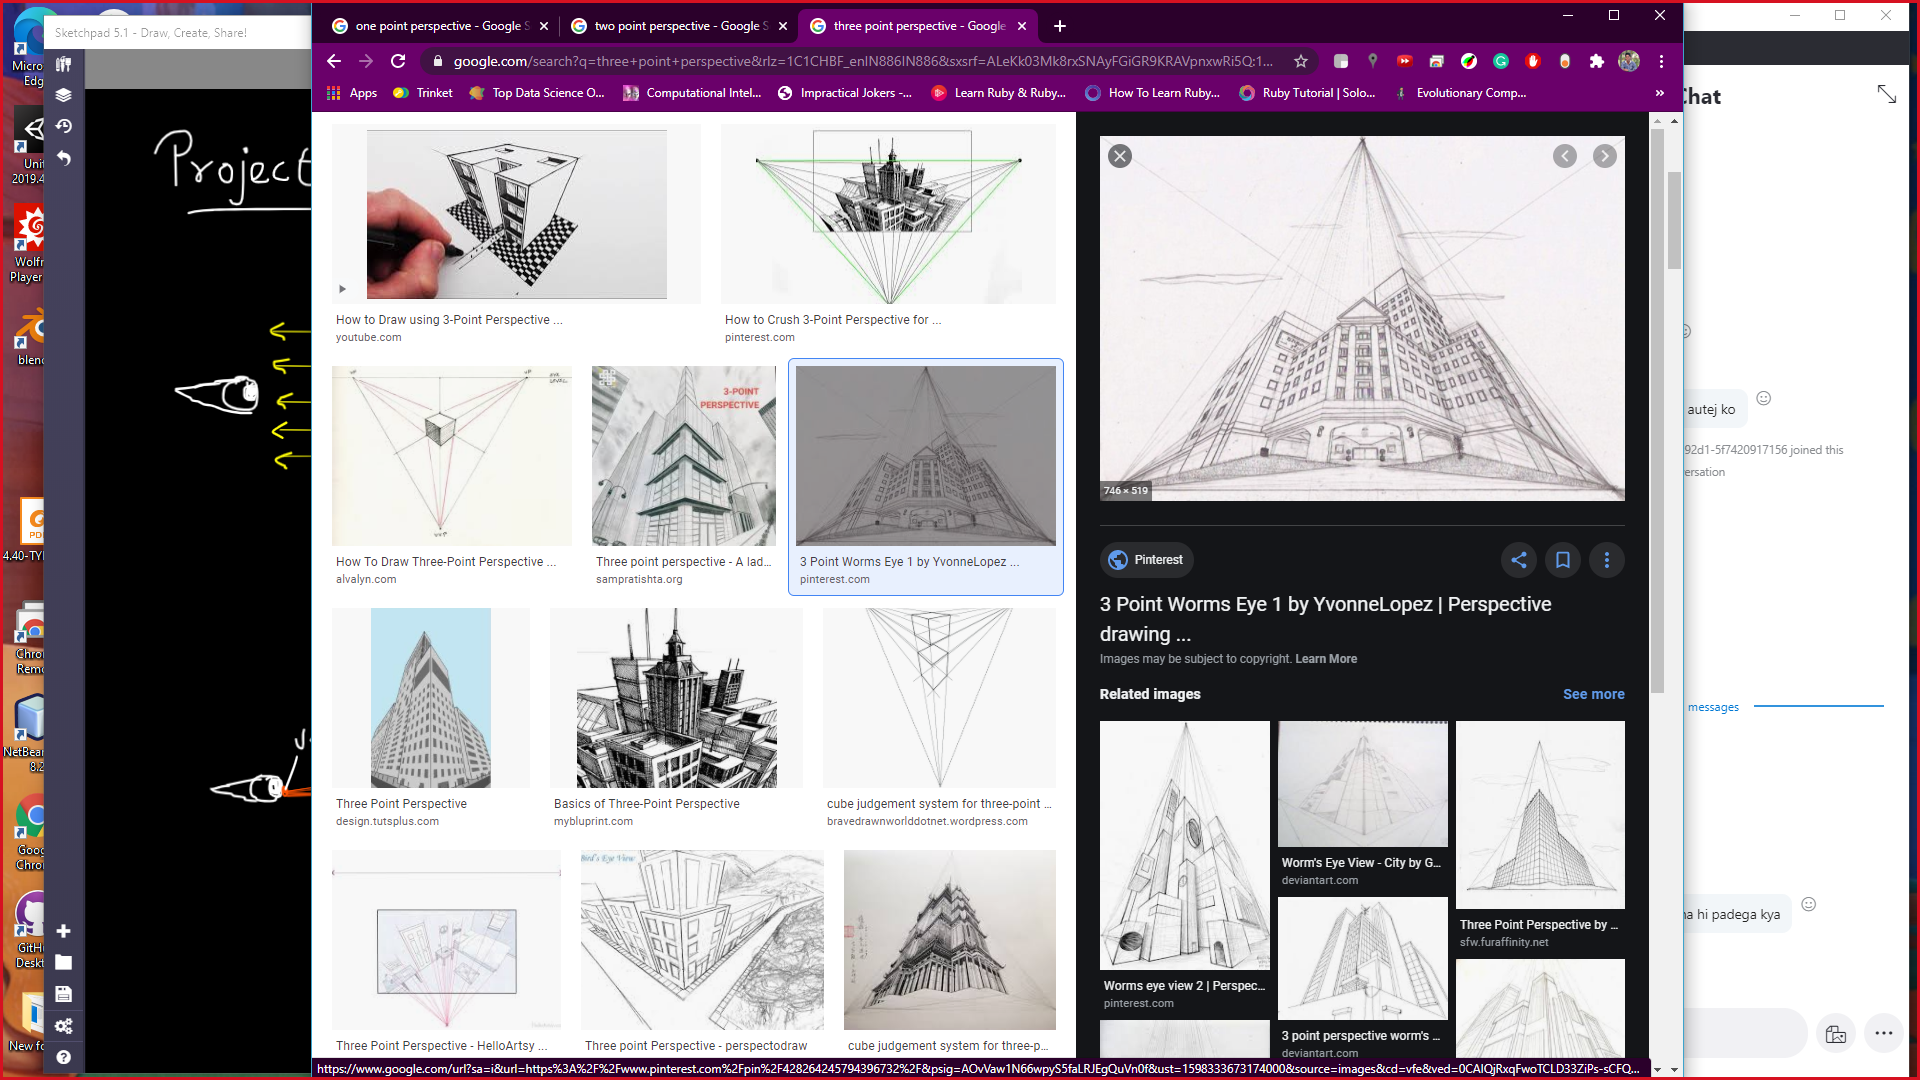 Sketchpad 5.1 - Draw, Create, Share!
one point perspective - Google S
two point perspective - Google S
three point perspective - Google
google.com/search?q=three+point+perspective&rlz=1C1CHBF_enIN886IN886&sxsrf=ALeKk03Mk8rxSNAyFGiGR9KRAVpnxwRi5Q:1...
Apps
Trinket
Top Data Science O...
Computational Intel...
Impractical Jokers -...
Learn Ruby & Ruby...
How To Learn Ruby...
Ruby Tutorial | Solo...
Evolutionary Comp...
»
Micro
Edg
Unit
2019.4
Wolfr
Player
blend
PDF
4.40-TY
Chro
Remo
NetBea
8.2
Goog
Chro
GitH
Deskt
New fo
Project
How to Draw using 3-Point Perspective ...
youtube.com
How to Crush 3-Point Perspective for ...
pinterest.com
3-POINT
PERSPECTIVE
How To Draw Three-Point Perspective ...
alvalyn.com
Three point perspective - A lad...
sampratishta.org
3 Point Worms Eye 1 by YvonneLopez ...
pinterest.com
Three Point Perspective
design.tutsplus.com
Basics of Three-Point Perspective
mybluprint.com
cube judgement system for three-point ...
bravedrawnworlddotnet.wordpress.com
Bird's Eye View
Three Point Perspective - HelloArtsy ...
Three point Perspective - perspectodraw
cube judgement system for three-p...
746 × 519
Pinterest
3 Point Worms Eye 1 by YvonneLopez | Perspective
drawing ...
Images may be subject to copyright. Learn More
Related images
See more
Worms eye view 2 | Perspec...
pinterest.com
Worm's Eye View - City by G...
deviantart.com
3 point perspective worm's ...
deviantart.com
Three Point Perspective by ...
sfw.furaffinity.net
Chat
autej ko
92d1-5f7420917156 joined this
ersation
messages
na hi padega kya
https://www.google.com/url?sa=i&url=https%3A%2F%2Fwww.pinterest.com%2Fpin%2F428264245794396732%2F&psig=AOvVaw1N66wpyS5faLRJEgQuVn0f&ust=1598333673174000&source=images&cd=vfe&ved=0CAIQjRxqFwoTCLD33ZiPs-sCFQ...